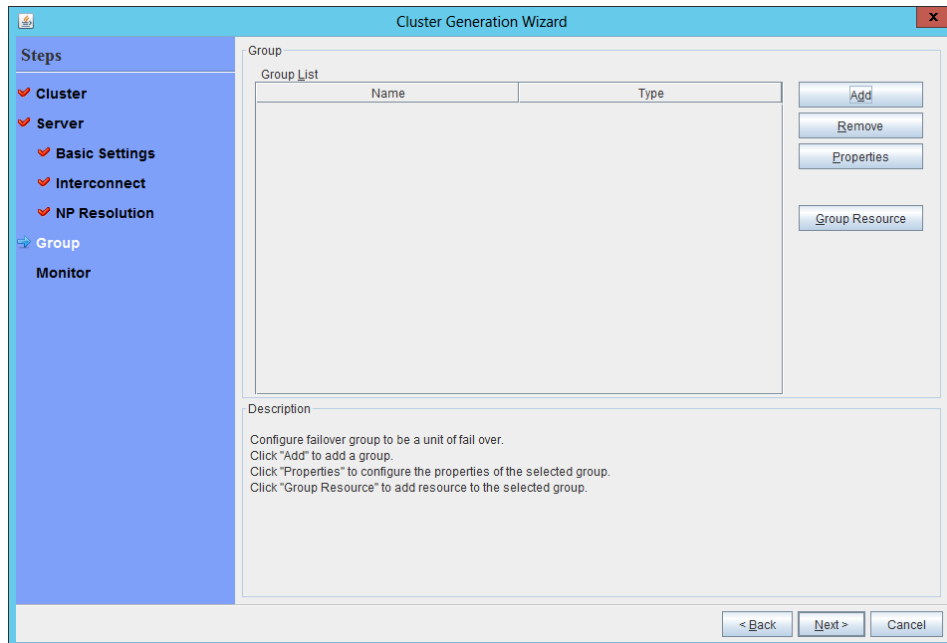 Cluster Generation Wizard
x
Steps
Cluster
Server
Basic Settings
Interconnect
NP Resolution
Group
Monitor
Group
Group List
Name Type
Add
Remove
Properties
Group Resource
Description
Configure failover group to be a unit of fail over.
Click "Add" to add a group.
Click "Properties" to configure the properties of the selected group.
Click "Group Resource" to add resource to the selected group.
< Back Next > Cancel